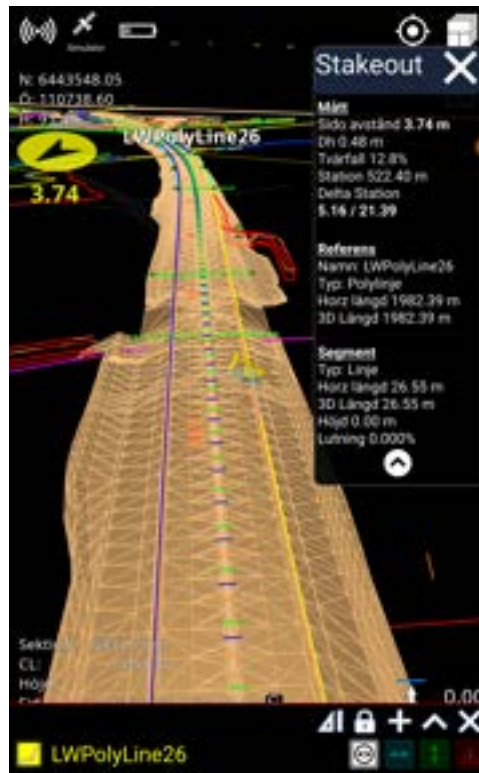 Simulator
N: 6443548.05
Ö: 110738.60
LWPolyLine26
3.74
Stakeout
Mått
Sido avstånd 3.74 m
Dh 0.48 m
Tvärfall 12.8%
Station 522.40 m
Delta Station
5.16 / 21.39
Referens
Namn: LWPolyLine26
Typ: Polylinje
Horz längd 1982.39 m
3D Längd 1982.39 m
Segment
Typ: Linje
Horz längd 26.55 m
3D Längd 26.55 m
Höjd 0.00 m
Lutning 0.000%
CL:
0.00
LWPolyLine26